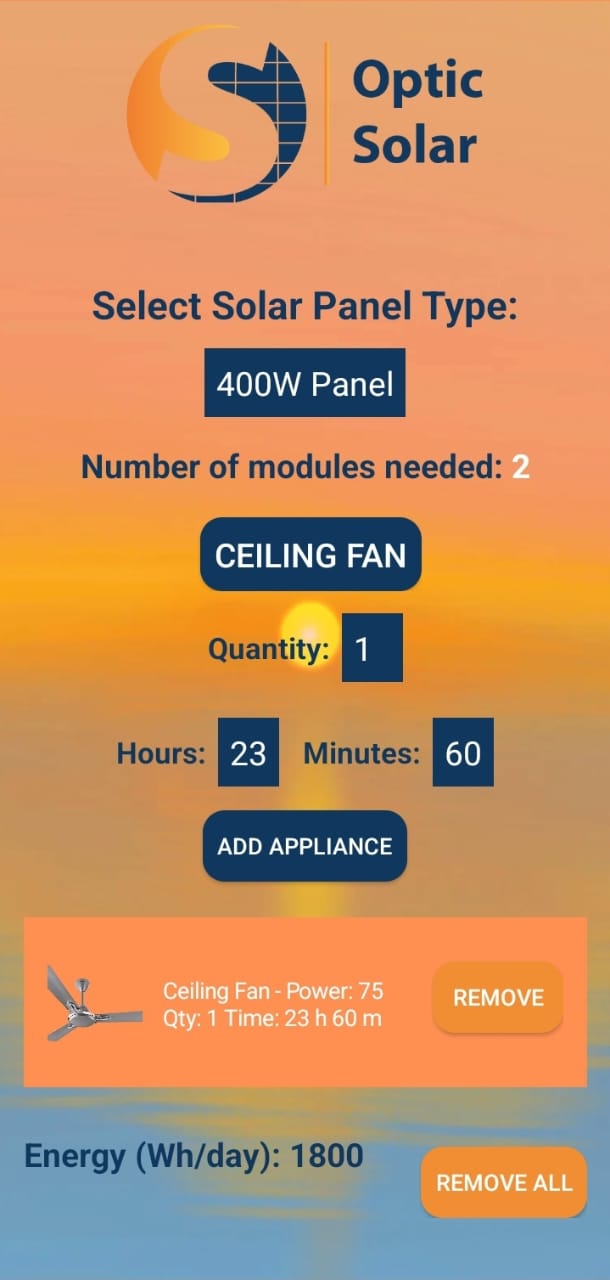 Optic
Solar
Select Solar Panel Type:
400W Panel
Number of modules needed: 2
CEILING FAN
Quantity: 1
Hours: 23 Minutes: 60
ADD APPLIANCE
Ceiling Fan - Power: 75
Qty: 1 Time: 23 h 60 m
REMOVE
Energy (Wh/day): 1800
REMOVE ALL